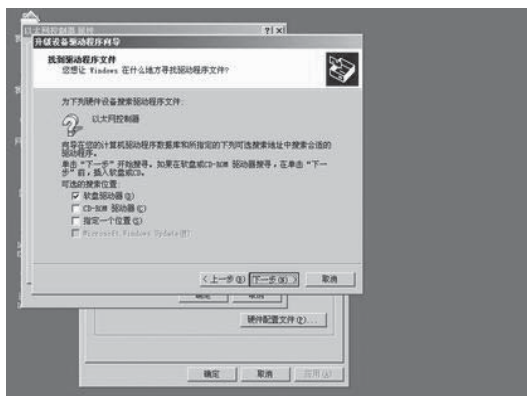 以太网控制器 属性
升级设备驱动程序向导
找到驱动程序文件
您想让 Windows 在什么地方寻找驱动程序文件?
为下列硬件设备搜索驱动程序文件:
以太网控制器
向导在您的计算机驱动程序数据库和所指定的下列可选搜索地址中搜索合适的
驱动程序。
单击“下一步”开始搜寻。如果在软盘或CD-ROM 驱动器搜寻,在单击“下一
步”前,插入软盘或CD。
可选的搜索位置:
软盘驱动器(D)
CD-ROM 驱动器(C)
指定一个位置(S)
Microsoft Windows Update(M)
<上一步(B)
下一步(N)>
取消
确定
取消
硬件配置文件(P)...
确定
取消
应用(A)